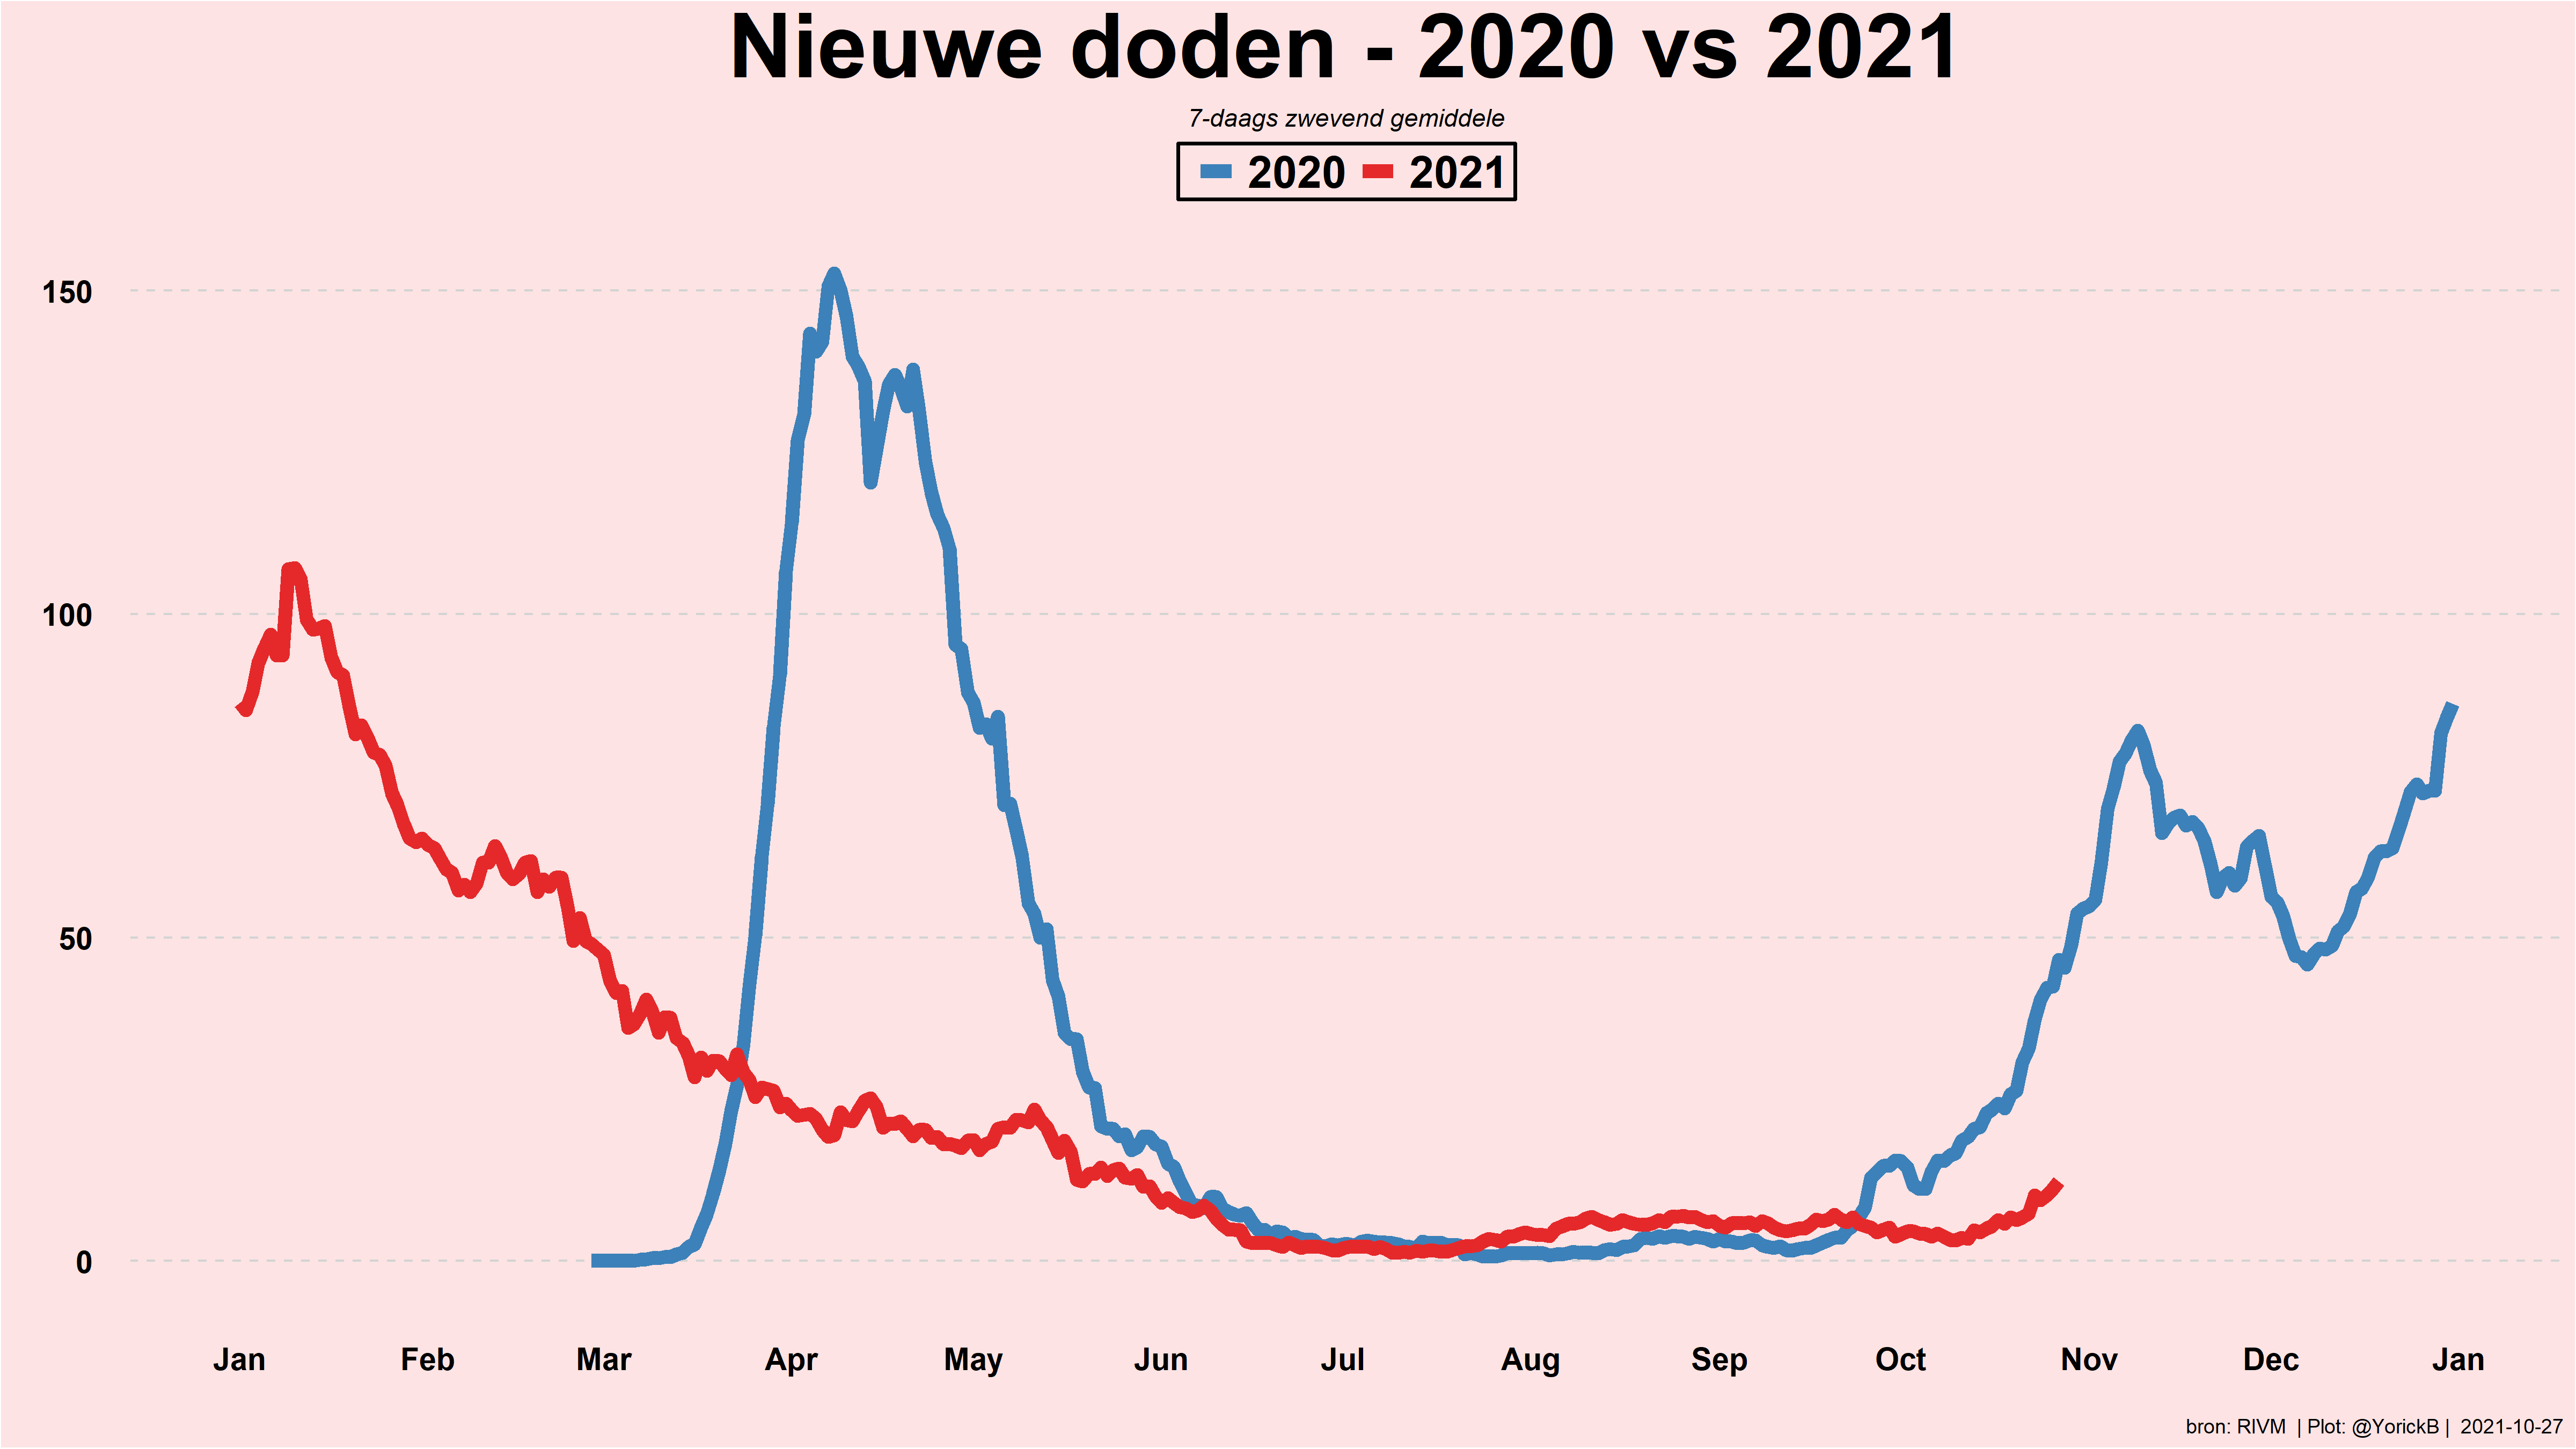 Nieuwe doden - 2020 vs 2021
7-daags zwevend gemiddele
2020 2021
150
100
50
0
Jan Feb Mar Apr May Jun Jul Aug Sep Oct Nov Dec Jan
bron: RIVM | Plot: @YorickB | 2021-10-27